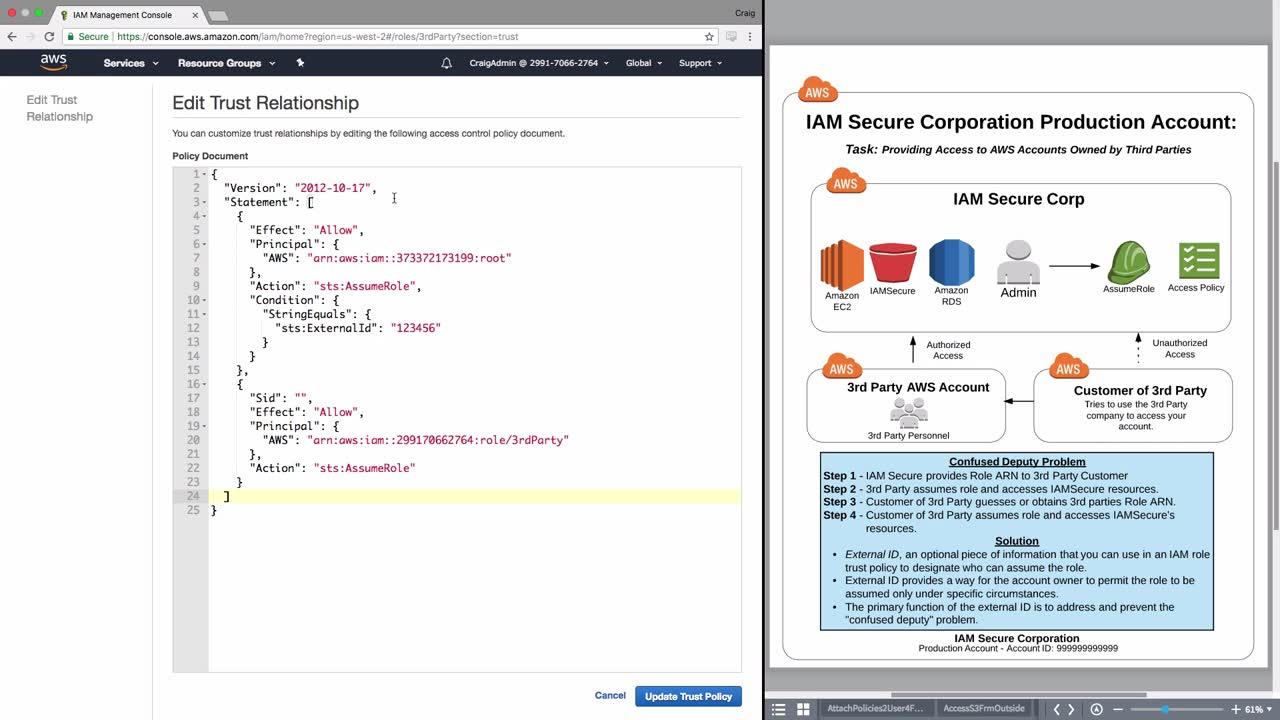 IAM Management Console
Craig
Secure
https://console.aws.amazon.com/iam/home?region=us-west-2#/roles/3rdParty?section=trust
aws
Services
Resource Groups
CraigAdmin @ 2991-7066-2764
Global
Support
Edit Trust
Relationship
Edit Trust Relationship
You can customize trust relationships by editing the following access control policy document.
Policy Document
1 {
2 "Version": "2012-10-17",
3 "Statement": [
4 {
5 "Effect": "Allow",
6 "Principal": {
7 "AWS": "arn:aws:iam::373372173199:root"
8 },
9 "Action": "sts:AssumeRole",
10 "Condition": {
11 "StringEquals": {
12 "sts:ExternalId": "123456"
13 }
14 }
15 },
16 {
17 "Sid": "",
18 "Effect": "Allow",
19 "Principal": {
20 "AWS": "arn:aws:iam::299170662764:role/3rdParty"
21 },
22 "Action": "sts:AssumeRole"
23 }
24 ]
25 }
Cancel
Update Trust Policy
AWS
IAM Secure Corporation Production Account:
Task: Providing Access to AWS Accounts Owned by Third Parties
AWS
IAM Secure Corp
Amazon
EC2
IAMSecure
Amazon
RDS
Admin
AssumeRole
Access Policy
Authorized
Access
Unauthorized
Access
AWS
3rd Party AWS Account
3rd Party Personnel
AWS
Customer of 3rd Party
Tries to use the 3rd Party
company to access your
account.
Confused Deputy Problem
Step 1 - IAM Secure provides Role ARN to 3rd Party Customer
Step 2 - 3rd Party assumes role and accesses IAMSecure resources.
Step 3 - Customer of 3rd Party guesses or obtains 3rd parties Role ARN.
Step 4 - Customer of 3rd Party assumes role and accesses IAMSecure's
resources.
Solution
• External ID, an optional piece of information that you can use in an IAM role
trust policy to designate who can assume the role.
• External ID provides a way for the account owner to permit the role to be
assumed only under specific circumstances.
• The primary function of the external ID is to address and prevent the
"confused deputy" problem.
IAM Secure Corporation
Production Account - Account ID: 999999999999
AttachPolicies2User4F...
AccessS3FrmOutside
61%